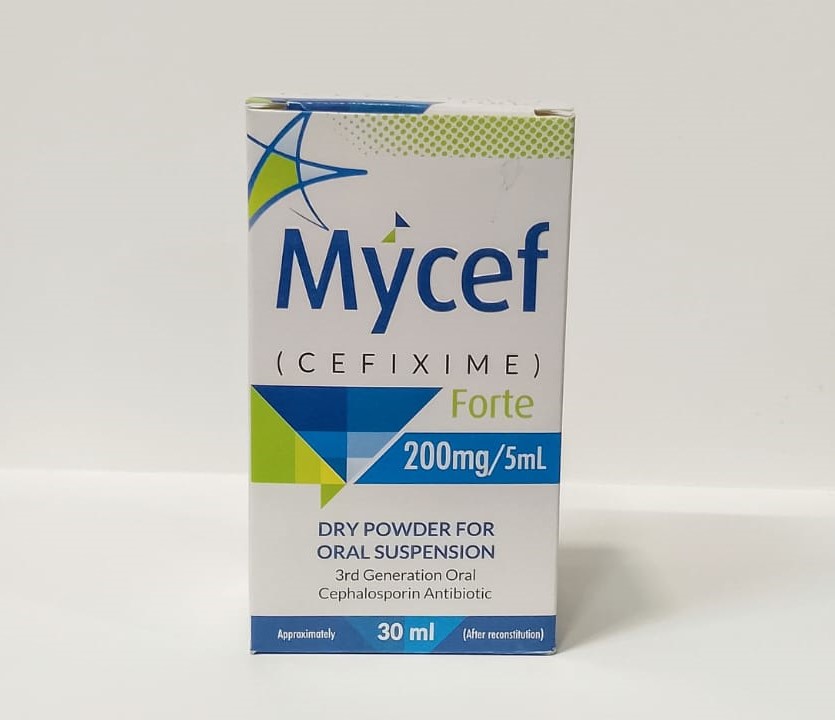 Mycef
(CEFIXIME)
Forte
200mg/5mL
DRY POWDER FOR
ORAL SUSPENSION
3rd Generation Oral
Cephalosporin Antibiotic
Approximately 30 ml (After reconstitution)